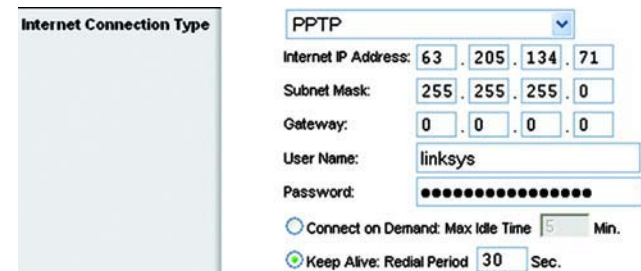 Internet Connection Type
PPTP
Internet IP Address: 63 . 205 . 134 . 71
Subnet Mask: 255 . 255 . 255 . 0
Gateway: 0 . 0 . 0 . 0
User Name: linksys
Password: ●●●●●●●●●●●●●●●●
Connect on Demand: Max Idle Time 5 Min.
Keep Alive: Redial Period 30 Sec.